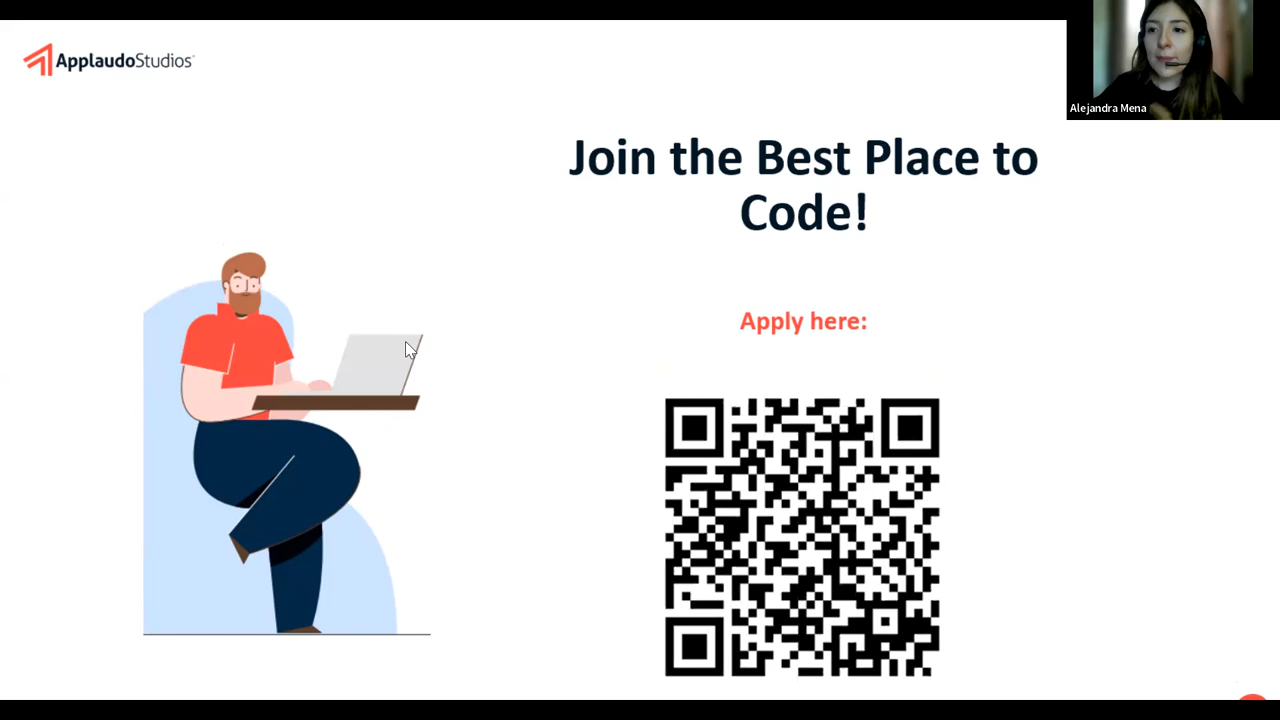 ApplaudoStudios
Alejandra Mena
Join the Best Place to
Code!
Apply here: